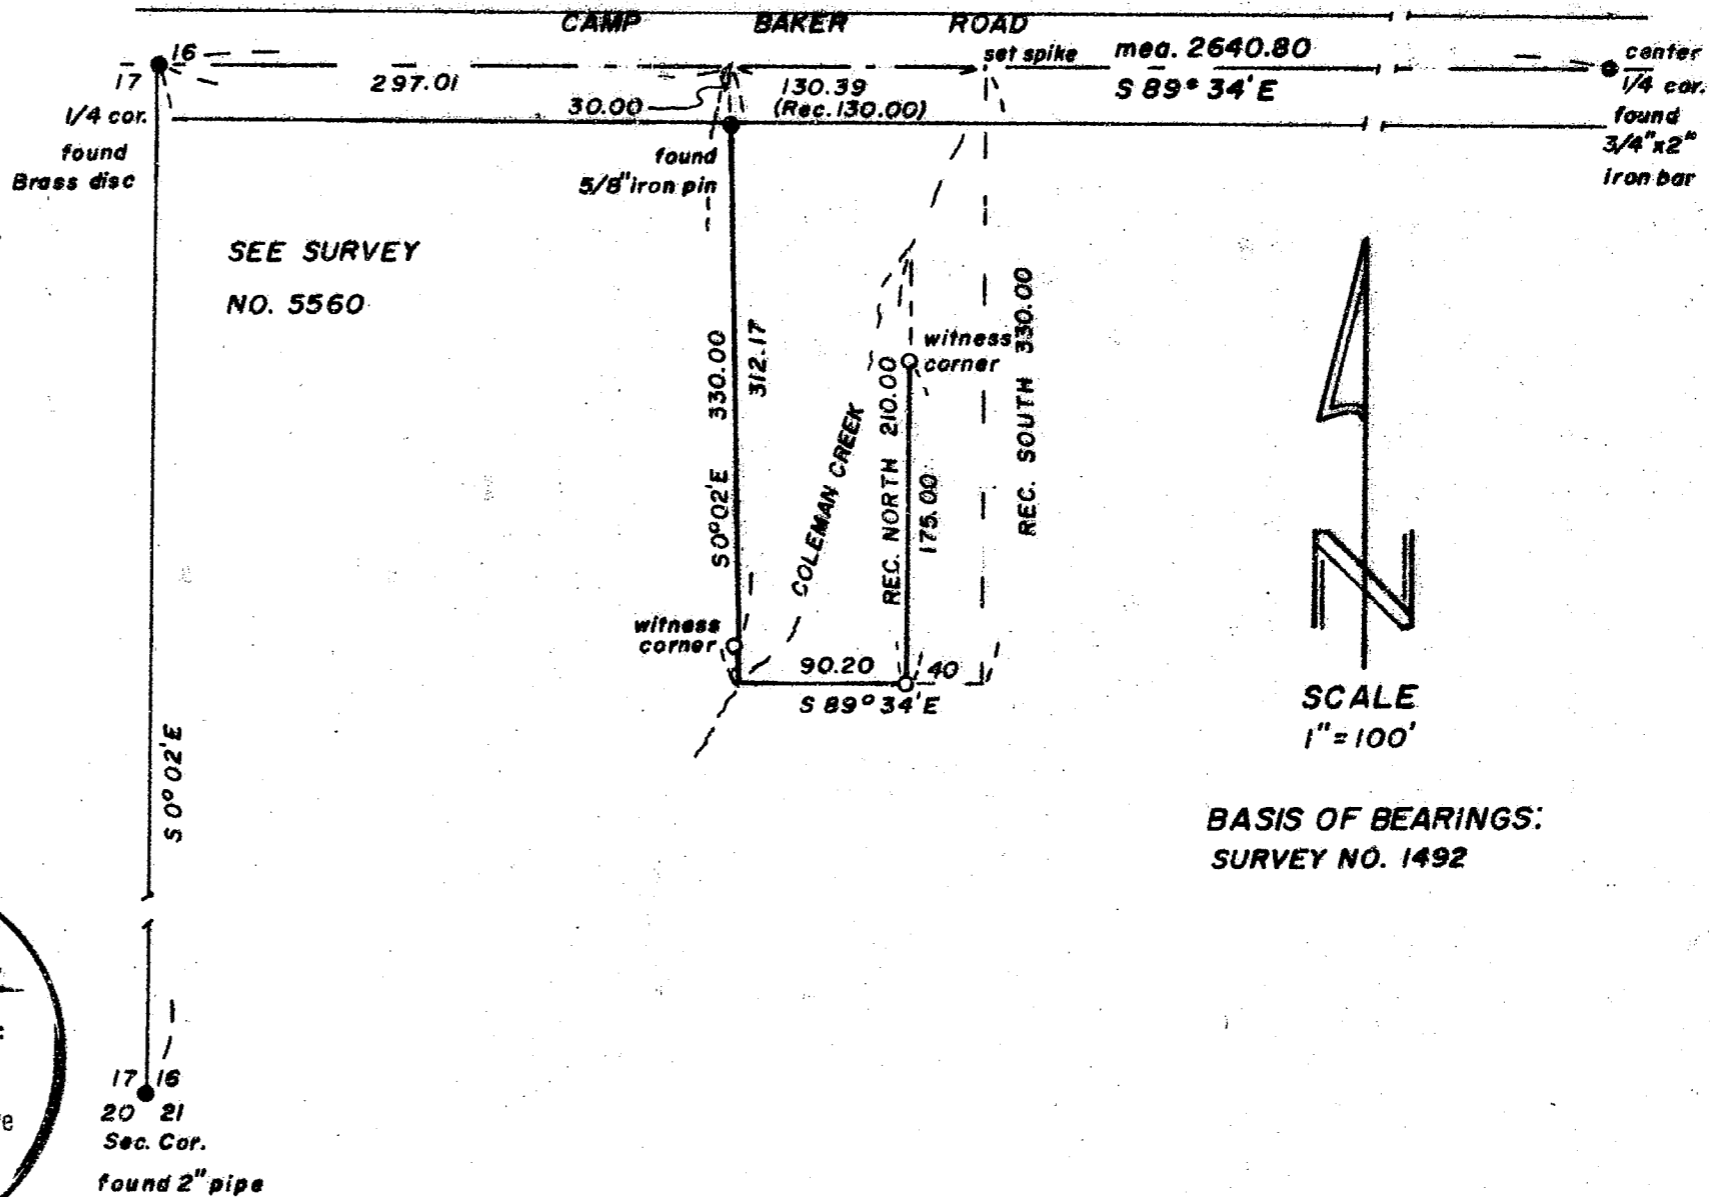 CAMP BAKER ROAD
16
17
1/4 cor.
found
Brass disc
297.01
30.00
130.39
(Rec. 130.00)
set spike
mea. 2640.80
S 89° 34' E
center
1/4 cor.
found
3/4"x2"
iron bar
found
5/8" iron pin
SEE SURVEY
NO. 5560
S 0° 02' E 330.00
312.17
COLEMAN CREEK
witness
corner
REC. NORTH 210.00
175.00
REC. SOUTH 330.00
witness
corner
90.20
40
S 89° 34' E
SCALE
1" = 100'
N
BASIS OF BEARINGS:
SURVEY NO. 1492
S 0° 02' E
17 16
20 21
Sec. Cor.
found 2" pipe